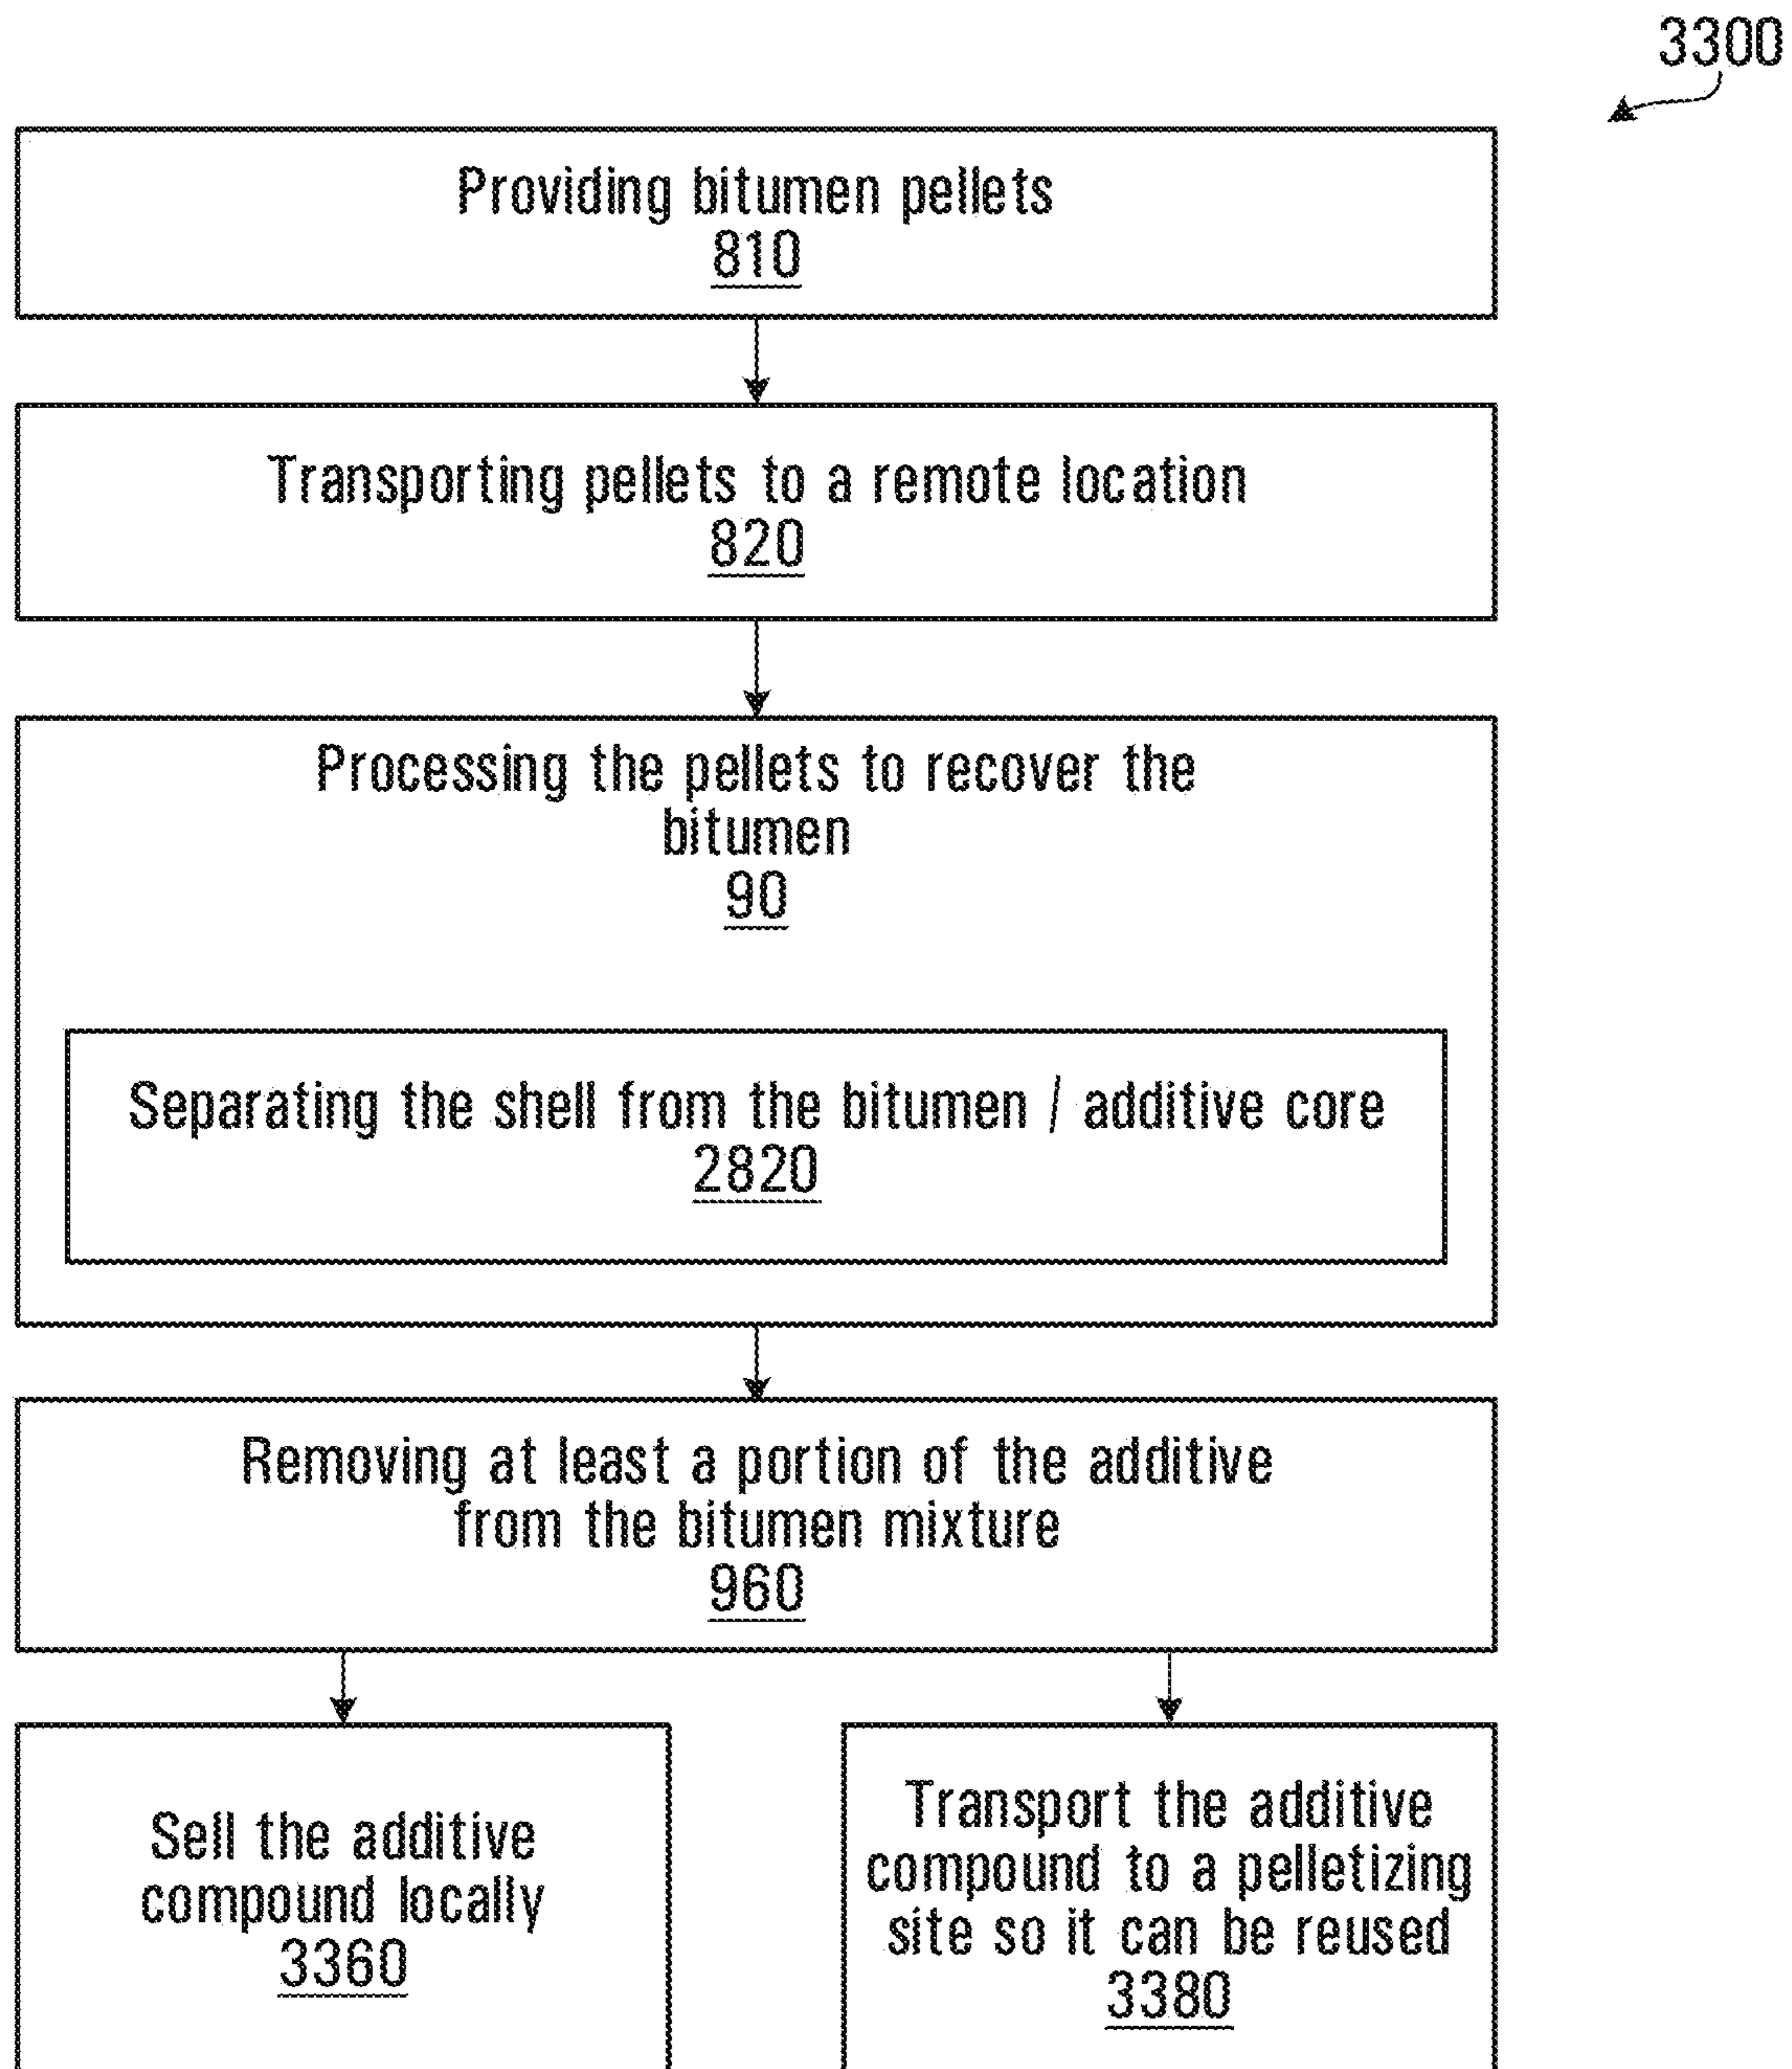 3300
Providing bitumen pellets
810
Transporting pellets to a remote location
820
Processing the pellets to recover the
bitumen
90
Separating the shell from the bitumen / additive core
2820
Removing at least a portion of the additive
from the bitumen mixture
960
Sell the additive
compound locally
3360
Transport the additive
compound to a pelletizing
site so it can be reused
3380